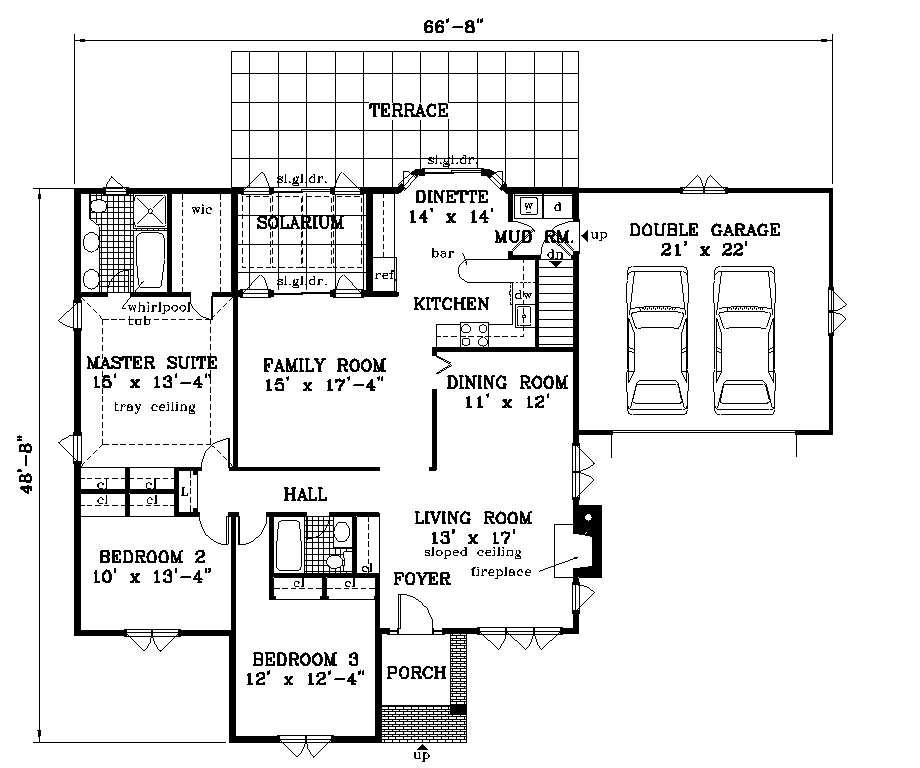 66'-8"
TERRACE
sl.gl.dr.
sl.gl.dr.
DINETTE
14' x 14'
wic
SOLARIUM
w
d
MUD RM.
up
DOUBLE GARAGE
21' x 22'
bar
dn
ref
sl.gl.dr.
dw
KITCHEN
whirlpool
tub
MASTER SUITE
15' x 13'-4"
tray ceiling
FAMILY ROOM
15' x 17'-4"
DINING ROOM
11' x 12'
48'-8"
cl
cl
cl
cl
L
HALL
LIVING ROOM
13' x 17'
sloped ceiling
fireplace
BEDROOM 2
10' x 13'-4"
cl
FOYER
cl
cl
BEDROOM 3
12' x 12'-4"
PORCH
up